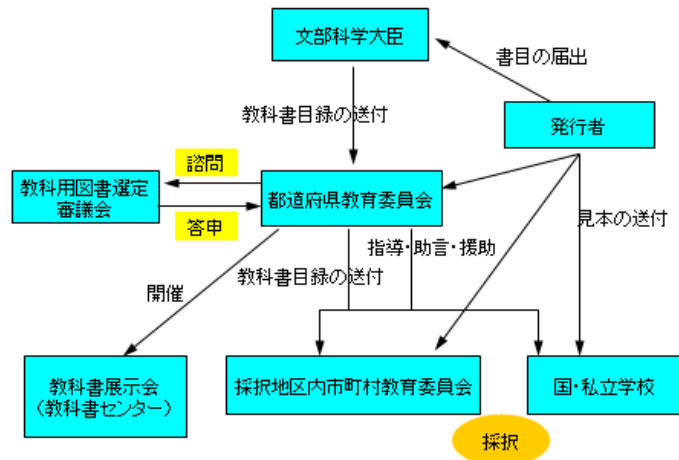 文部科学大臣
書目の届出
教科書目録の送付
発行者
諮問
教科用図書選定
審議会
都道府県教育委員会
答申
見本の送付
指導・助言・援助
教科書目録の送付
開催
教科書展示会
（教科書センター）
採択地区内市町村教育委員会
国・私立学校
採択